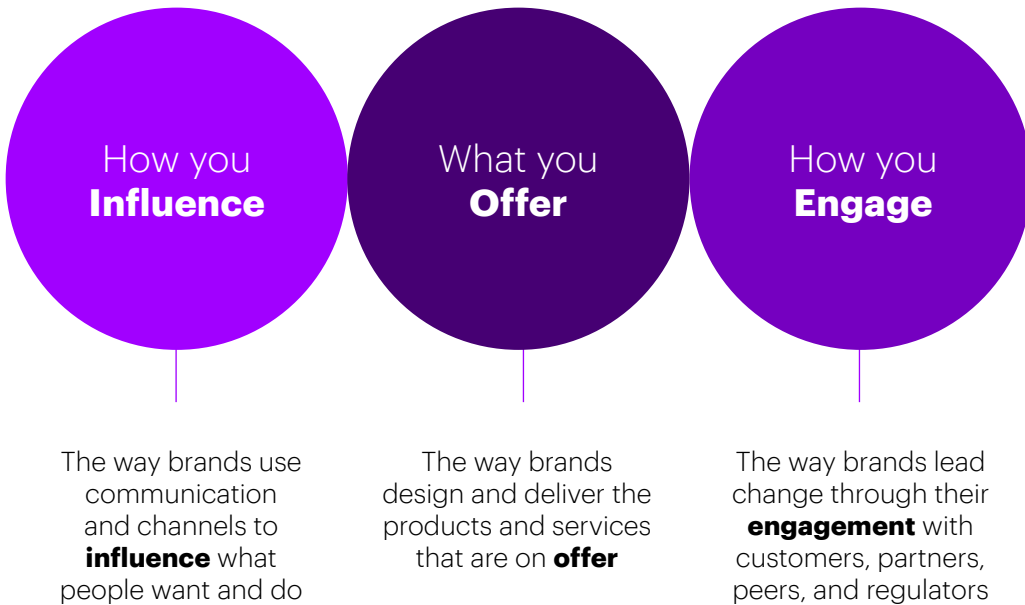 How you
Influence
What you
Offer
How you
Engage
The way brands use
communication
and channels to
influence what
people want and do
The way brands
design and deliver the
products and services
that are on offer
The way brands lead
change through their
engagement with
customers, partners,
peers, and regulators